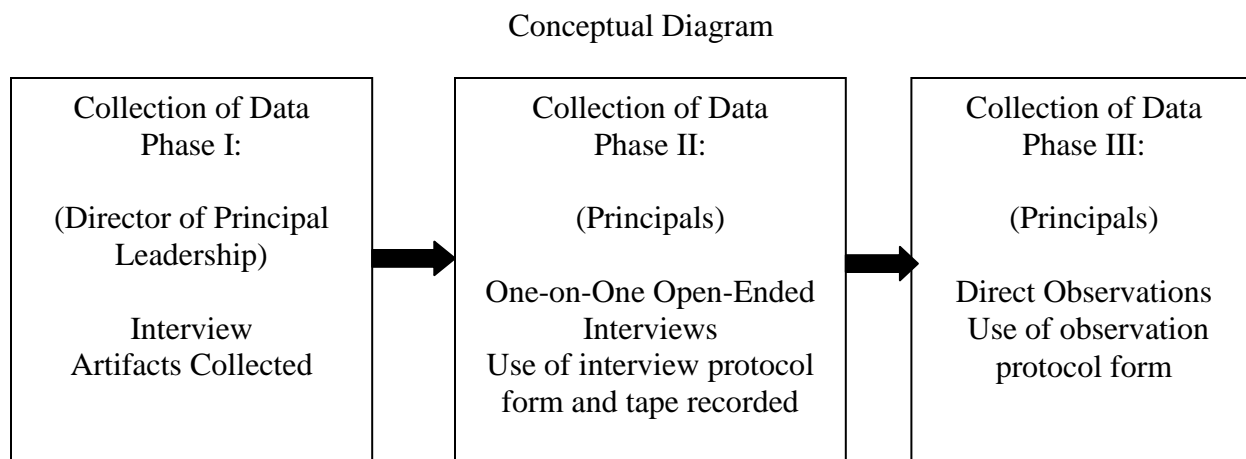 Conceptual Diagram
Collection of Data
Phase I:
(Director of Principal
Leadership)
Interview
Artifacts Collected
Collection of Data
Phase II:
(Principals)
One-on-One Open-Ended
Interviews
Use of interview protocol
form and tape recorded
Collection of Data
Phase III:
(Principals)
Direct Observations
Use of observation
protocol form